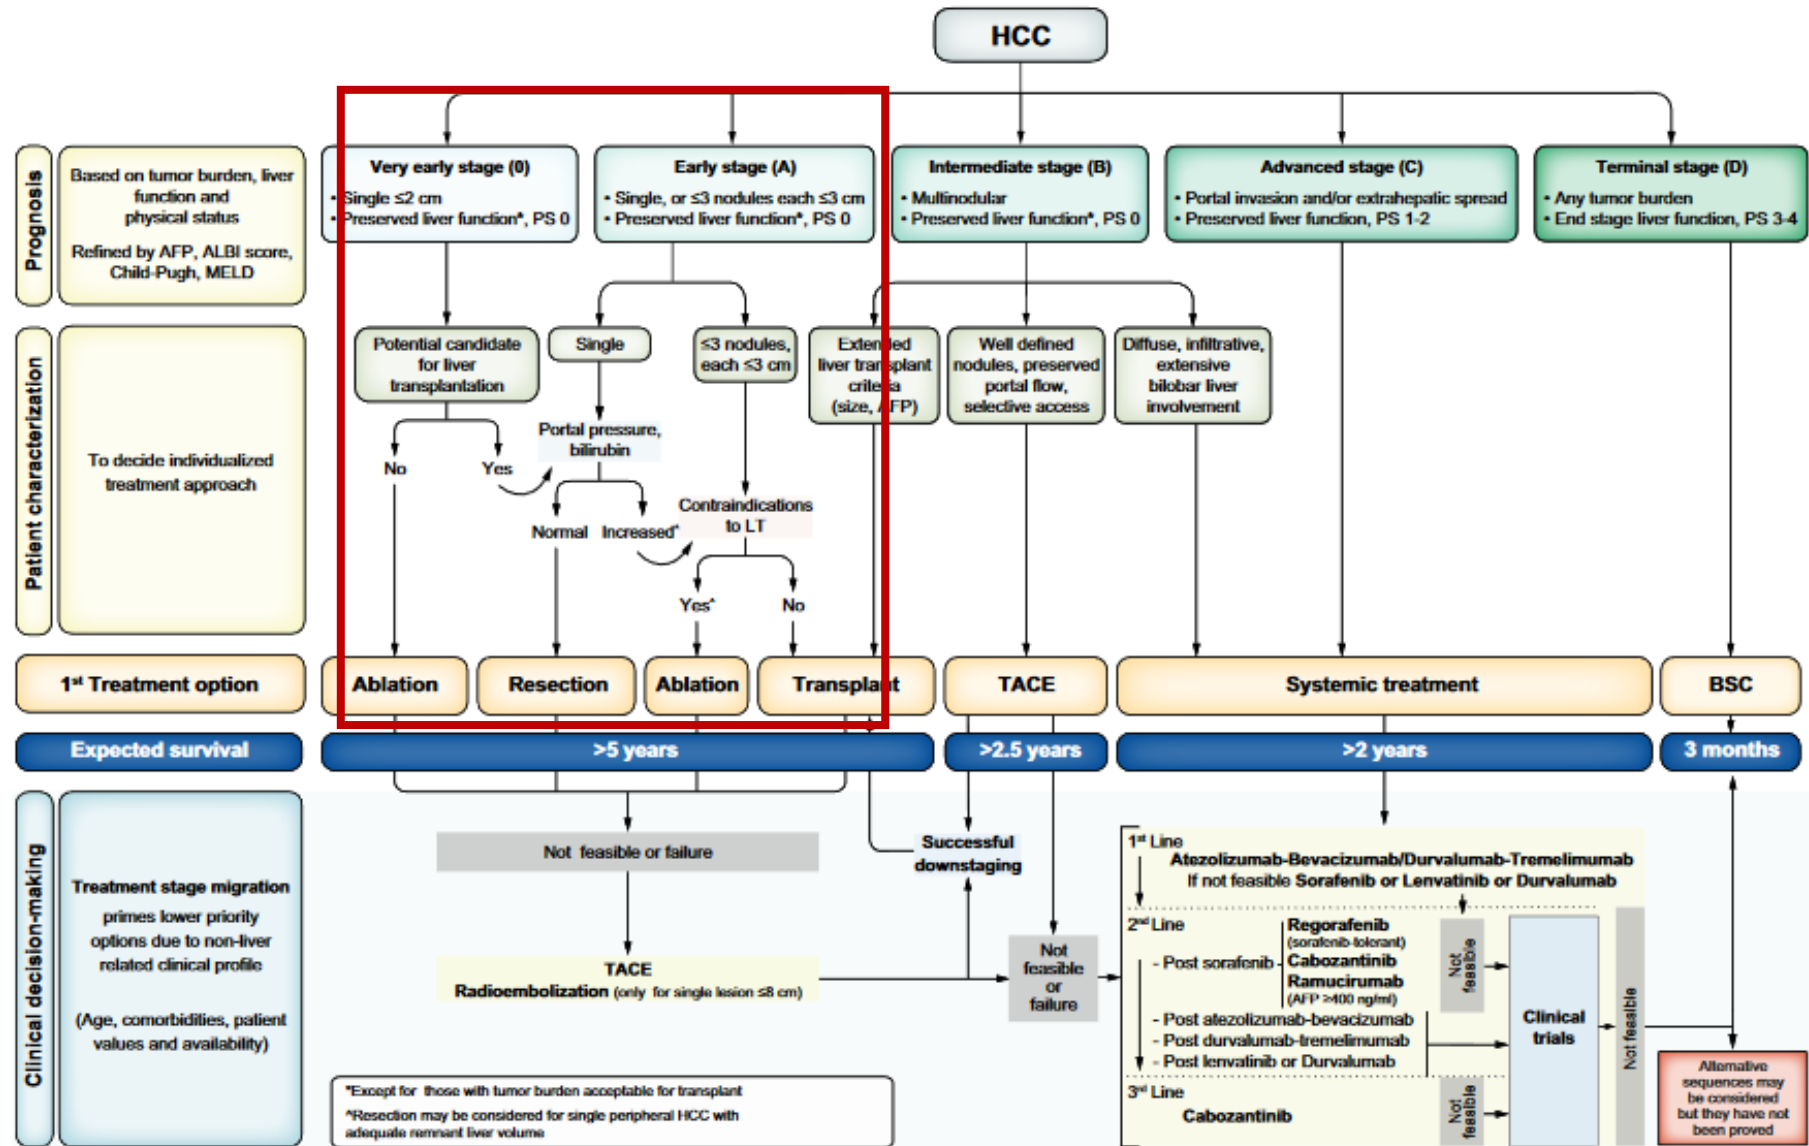 HCC
Prognosis
Based on tumor burden, liver
function and
physical status
Refined by AFP, ALBI score,
Child-Pugh, MELD
Very early stage (0)
• Single ≤2 cm
• Preserved liver function*, PS 0
Early stage (A)
• Single, or ≤3 nodules each ≤3 cm
• Preserved liver function*, PS 0
Intermediate stage (B)
• Multinodular
• Preserved liver function*, PS 0
Advanced stage (C)
• Portal invasion and/or extrahepatic spread
• Preserved liver function, PS 1-2
Terminal stage (D)
• Any tumor burden
• End stage liver function, PS 3-4
Patient characterization
To decide individualized
treatment approach
Potential candidate
for liver
transplantation
Single
≤3 nodules,
each ≤3 cm
Extended
liver transplant
criteria
(size, AFP)
Well defined
nodules, preserved
portal flow,
selective access
Diffuse, infiltrative,
extensive
bilobar liver
involvement
Portal pressure,
bilirubin
No
Yes
Normal
Increased^
Contraindications
to LT
Yes^
No
1st Treatment option
Ablation
Resection
Ablation
Transplant
TACE
Systemic treatment
BSC
Expected survival
>5 years
>2.5 years
>2 years
3 months
Clinical decision-making
Treatment stage migration
primes lower priority
options due to non-liver
related clinical profile
(Age, comorbidities, patient
values and availability)
Not feasible or failure
TACE
Radioembolization (only for single lesion ≤8 cm)
Successful
downstaging
Not
feasible
or
failure
1st Line
Atezolizumab-Bevacizumab/Durvalumab-Tremelimumab
If not feasible Sorafenib or Lenvatinib or Durvalumab
2nd Line
- Post sorafenib
Regorafenib
(sorafenib-tolerant)
Cabozantinib
Ramucirumab
(AFP ≥400 ng/ml)
Not
feasible
- Post atezolizumab-bevacizumab
- Post durvalumab-tremelimumab
- Post lenvatinib or Durvalumab
3rd Line
Cabozantinib
Not
feasible
Clinical
trials
Not feasible
Alternative
sequences may
be considered
but they have not
been proved
*Except for those with tumor burden acceptable for transplant
^Resection may be considered for single peripheral HCC with
adequate remnant liver volume